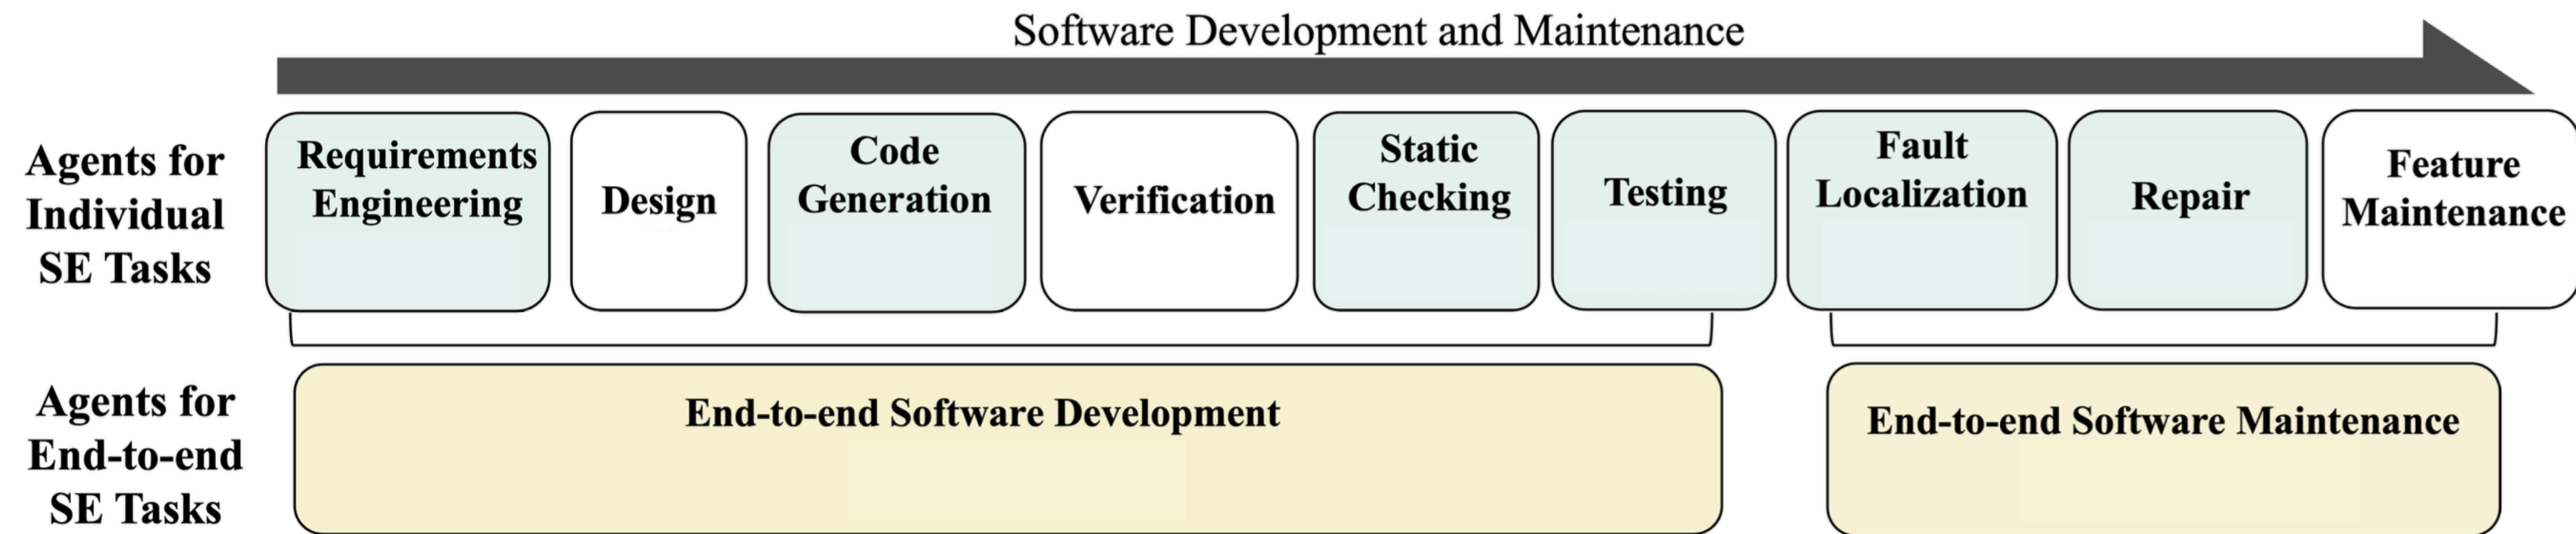 Software Development and Maintenance
Agents for
Individual
SE Tasks
Requirements
Engineering
Design
Code
Generation
Verification
Static
Checking
Testing
Fault
Localization
Repair
Feature
Maintenance
Agents for
End-to-end
SE Tasks
End-to-end Software Development
End-to-end Software Maintenance